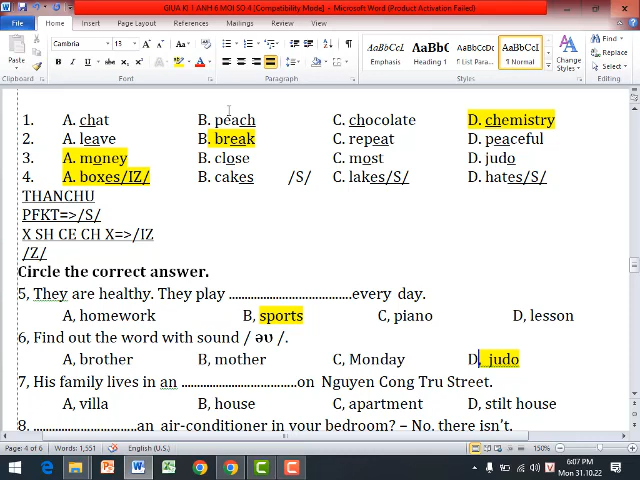 GIUA KI 1 ANH 6 MOI SO 4 [Compatibility Mode] - Microsoft Word (Product Activation Failed)
File Home Insert Page Layout References Mailings Review View
Cambria 13
Paste
AaBbCcL AaBbC AaBbCcDc AaBbCcI
Emphasis Heading 1 ¶ Normal
Change Styles
Find
Replace
Select
Clipboard Font Paragraph Styles Editing
1. A. chat B. peach C. chocolate D. chemistry
2. A. leave B. break C. repeat D. peaceful
3. A. money B. close C. most D. judo
4. A. boxes/IZ/ B. cakes /S/ C. lakes/S/ D. hates/S/
THANCHU
PFKT=>/S/
X SH CE CH X=>/IZ
/Z/
Circle the correct answer.
5, They are healthy. They play ......................................every day.
A, homework B, sports C, piano D, lesson
6, Find out the word with sound / əʊ /.
A, brother B, mother C, Monday D, judo
7, His family lives in an ....................................on Nguyen Cong Tru Street.
A, villa B, house C, apartment D, stilt house
8. ................................an air-conditioner in your bedroom? – No, there isn't.
Page: 4 of 6 Words: 1,551 English (U.S.) 150%
6:07 PM
Mon 31.10.22